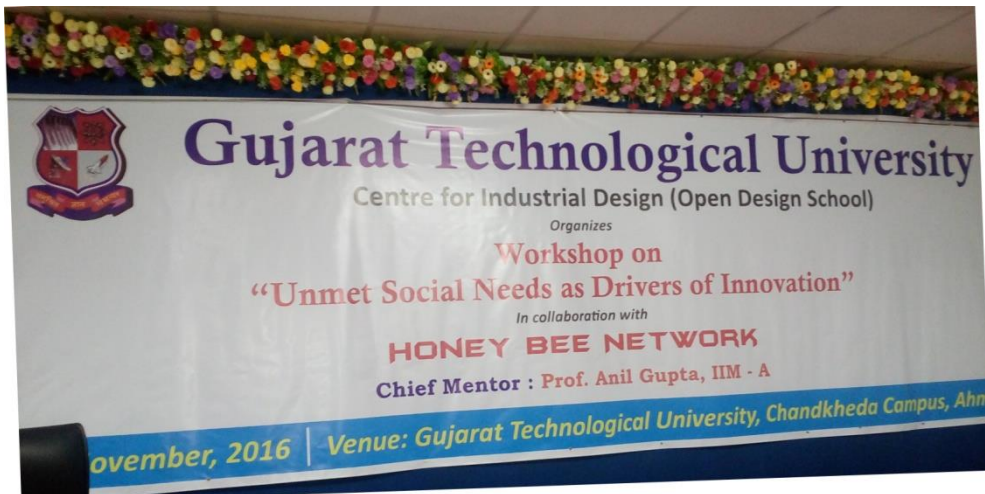 Gujarat Technological University
Centre for Industrial Design (Open Design School)
Organizes
Workshop on
“Unmet Social Needs as Drivers of Innovation”
In collaboration with
HONEY BEE NETWORK
Chief Mentor : Prof. Anil Gupta, IIM - A
ovember, 2016 | Venue: Gujarat Technological University, Chandkheda Campus, Ahm